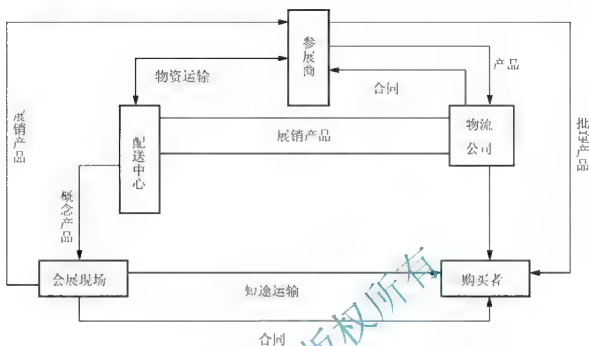 参展商
物资运输
产品
合同
展销产品
配送中心
展销产品
物流
公司
批量产品
概念产品
会展现场
短途运输
购买者
合同
版权所有